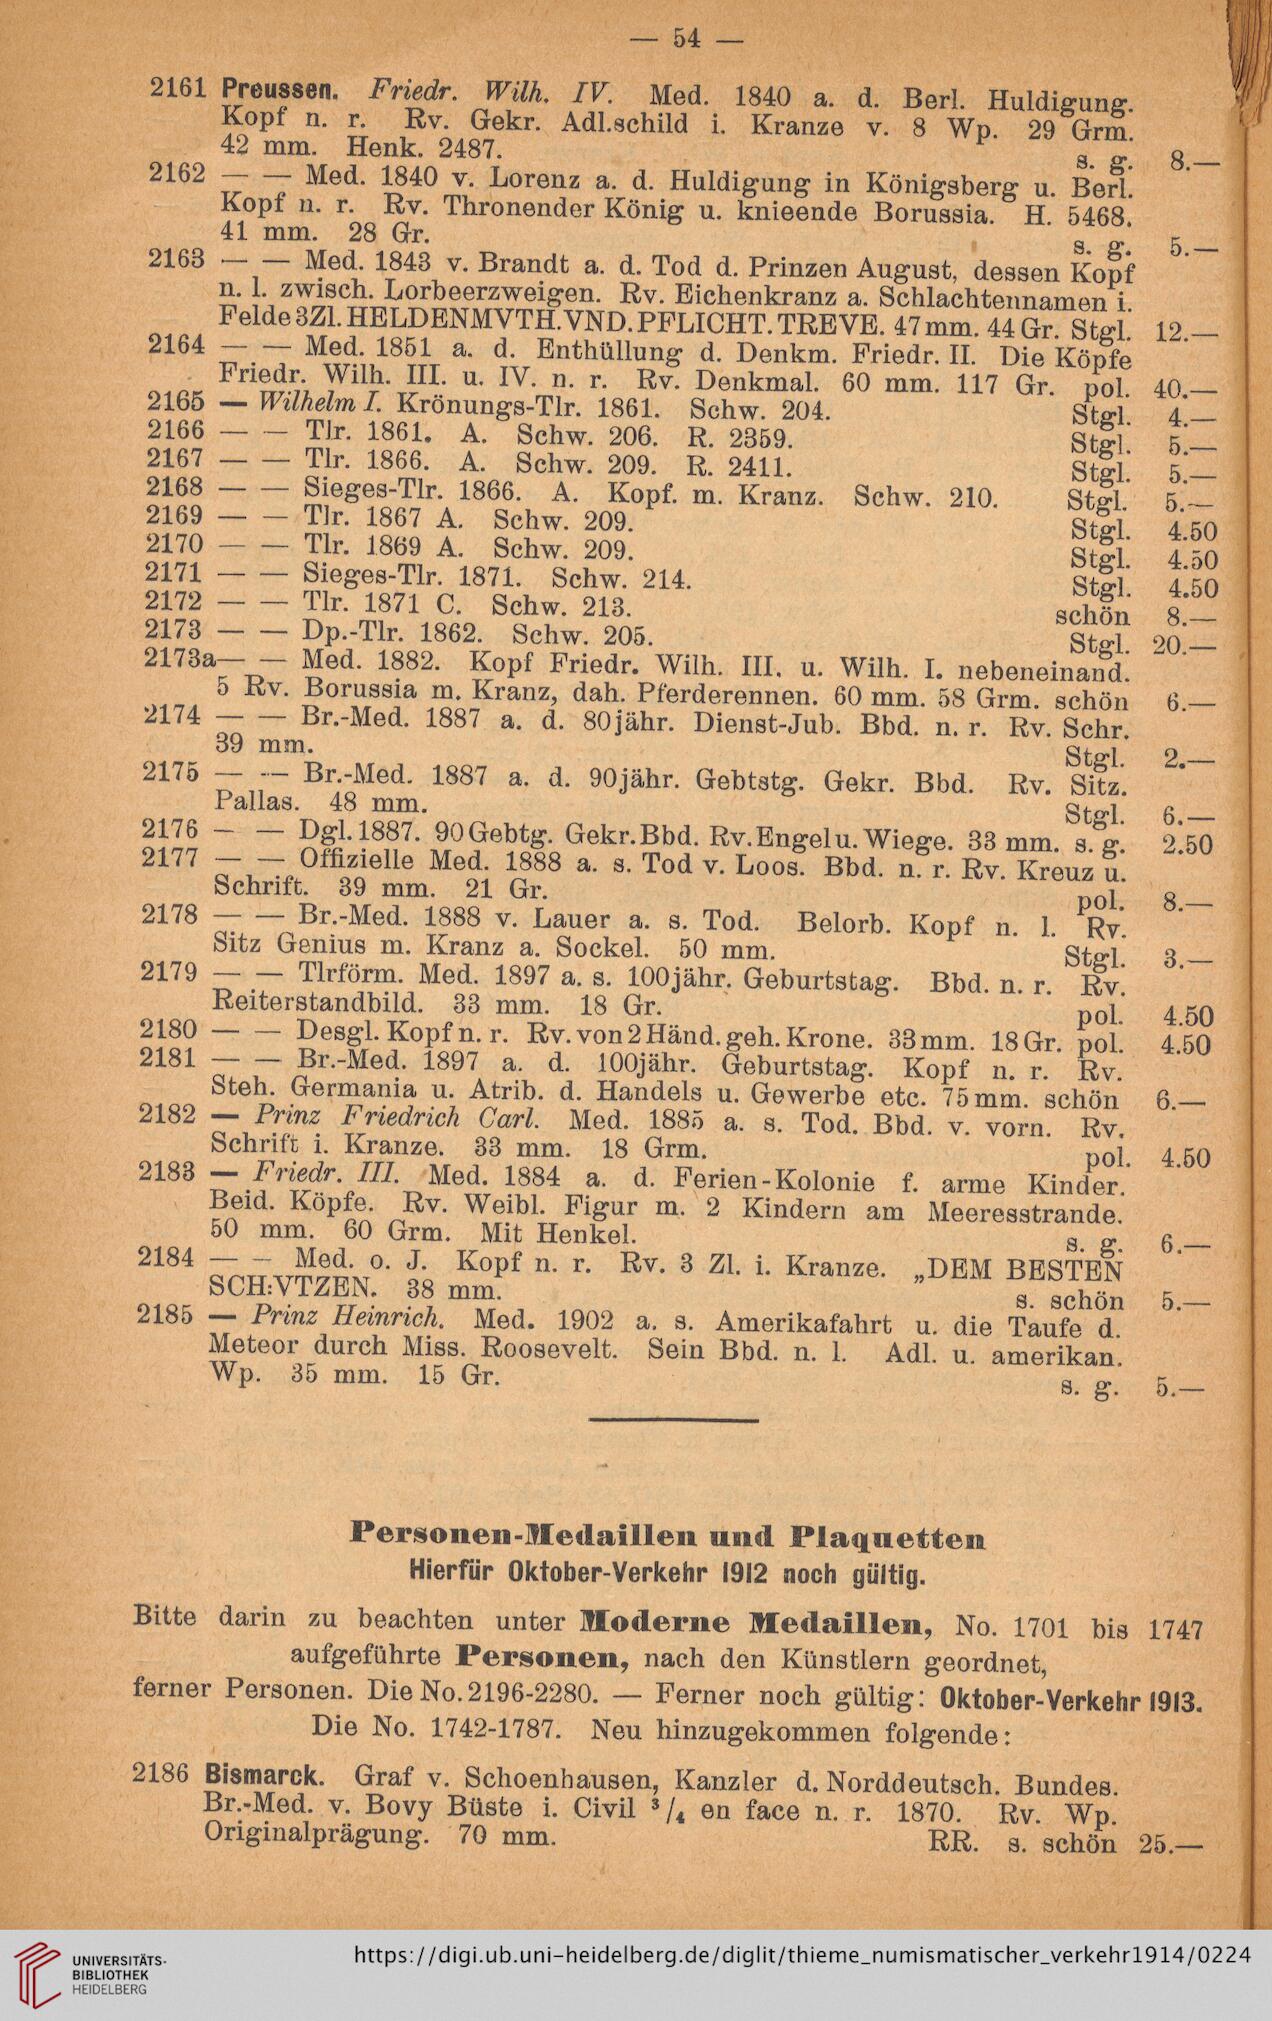 — 54 —
2161 Preussen. Friedr. Wilh. IV. Med. 1840 a. d. Berl. Huldigung.
Kopf n. r. Rv. Gekr. Adl.schild i. Kranze v. 8 Wp. 29 Grm.
42 mm. Henk. 2487. s. g. 8.—
2162 — — Med. 1840 v. Lorenz a. d. Huldigung in Königsberg u. Berl.
Kopf n. r. Rv. Thronender König u. knieende Borussia. H. 5468.
41 mm. 28 Gr. s. g. 5.—
2163 — — Med. 1843 v. Brandt a. d. Tod d. Prinzen August, dessen Kopf
n. l. zwisch. Lorbeerzweigen. Rv. Eichenkranz a. Schlachtennamen i.
Felde 3Zl. HELDENMVTH. VND. PFLICHT. TREVE. 47 mm. 44 Gr. Stgl. 12.—
2164 — — Med. 1851 a. d. Enthüllung d. Denkm. Friedr. II. Die Köpfe
Friedr. Wilh. III. u. IV. n. r. Rv. Denkmal. 60 mm. 117 Gr. pol. 40.—
2165 — Wilhelm I. Krönungs-Tlr. 1861. Schw. 204. Stgl. 4.—
2166 — — Tlr. 1861. A. Schw. 206. R. 2359. Stgl. 5.—
2167 — — Tlr. 1866. A. Schw. 209. R. 2411. Stgl. 5.—
2168 — — Sieges-Tlr. 1866. A. Kopf. m. Kranz. Schw. 210. Stgl. 5.—
2169 — — Tlr. 1867 A. Schw. 209. Stgl. 4.50
2170 — — Tlr. 1869 A. Schw. 209. Stgl. 4.50
2171 — — Sieges-Tlr. 1871. Schw. 214. Stgl. 4.50
2172 — — Tlr. 1871 C. Schw. 213. schön 8.—
2173 — — Dp.-Tlr. 1862. Schw. 205. Stgl. 20.—
2173a— — Med. 1882. Kopf Friedr. Wilh. III. u. Wilh. I. nebeneinand.
5 Rv. Borussia m. Kranz, dah. Pferderennen. 60 mm. 58 Grm. schön 6.—
2174 — — Br.-Med. 1887 a. d. 80jähr. Dienst-Jub. Bbd. n. r. Rv. Schr.
39 mm. Stgl. 2.—
2175 — — Br.-Med. 1887 a. d. 90jähr. Gebtstg. Gekr. Bbd. Rv. Sitz.
Pallas. 48 mm. Stgl. 6.—
2176 — — Dgl. 1887. 90 Gebtg. Gekr. Bbd. Rv. Engel u. Wiege. 33 mm. s. g. 2.50
2177 — — Offizielle Med. 1888 a. s. Tod v. Loos. Bbd. n. r. Rv. Kreuz u.
Schrift. 39 mm. 21 Gr. pol. 8.—
2178 — — Br.-Med. 1888 v. Lauer a. s. Tod. Belorb. Kopf n. l. Rv.
Sitz Genius m. Kranz a. Sockel. 50 mm. Stgl. 3.—
2179 — — Tlrförm. Med. 1897 a. s. 100jähr. Geburtstag. Bbd. n. r. Rv.
Reiterstandbild. 33 mm. 18 Gr. pol. 4.50
2180 — — Desgl. Kopf n. r. Rv. von 2 Händ. geh. Krone. 33 mm. 18 Gr. pol. 4.50
2181 — — Br.-Med. 1897 a. d. 100jähr. Geburtstag. Kopf n. r. Rv.
Steh. Germania u. Atrib. d. Handels u. Gewerbe etc. 75 mm. schön 6.—
2182 — Prinz Friedrich Carl. Med. 1885 a. s. Tod. Bbd. v. vorn. Rv.
Schrift i. Kranze. 33 mm. 18 Grm. pol. 4.50
2183 — Friedr. III. Med. 1884 a. d. Ferien-Kolonie f. arme Kinder.
Beid. Köpfe. Rv. Weibl. Figur m. 2 Kindern am Meeresstrande.
50 mm. 60 Grm. Mit Henkel. s. g. 6.—
2184 — — Med. o. J. Kopf n. r. Rv. 3 Zl. i. Kranze. „DEM BESTEN
SCH:VTZEN. 38 mm. s. schön 5.—
2185 — Prinz Heinrich. Med. 1902 a. s. Amerikafahrt u. die Taufe d.
Meteor durch Miss. Roosevelt. Sein Bbd. n. l. Adl. u. amerikan.
Wp. 35 mm. 15 Gr. s. g. 5.—
Personen-Medaillen und Plaquetten
Hierfür Oktober-Verkehr 1912 noch gültig.
Bitte darin zu beachten unter Moderne Medaillen, No. 1701 bis 1747
aufgeführte Personen, nach den Künstlern geordnet,
ferner Personen. Die No. 2196-2280. — Ferner noch gültig: Oktober-Verkehr 1913.
Die No. 1742-1787. Neu hinzugekommen folgende:
2186 Bismarck. Graf v. Schoenhausen, Kanzler d. Norddeutsch. Bundes.
Br.-Med. v. Bovy Büste i. Civil ³/₄ en face n. r. 1870. Rv. Wp.
Originalprägung. 70 mm. RR. s. schön 25.—
UNIVERSITÄTS-
BIBLIOTHEK
HEIDELBERG
https://digi.ub.uni-heidelberg.de/diglit/thieme_numismatischer_verkehr1914/0224